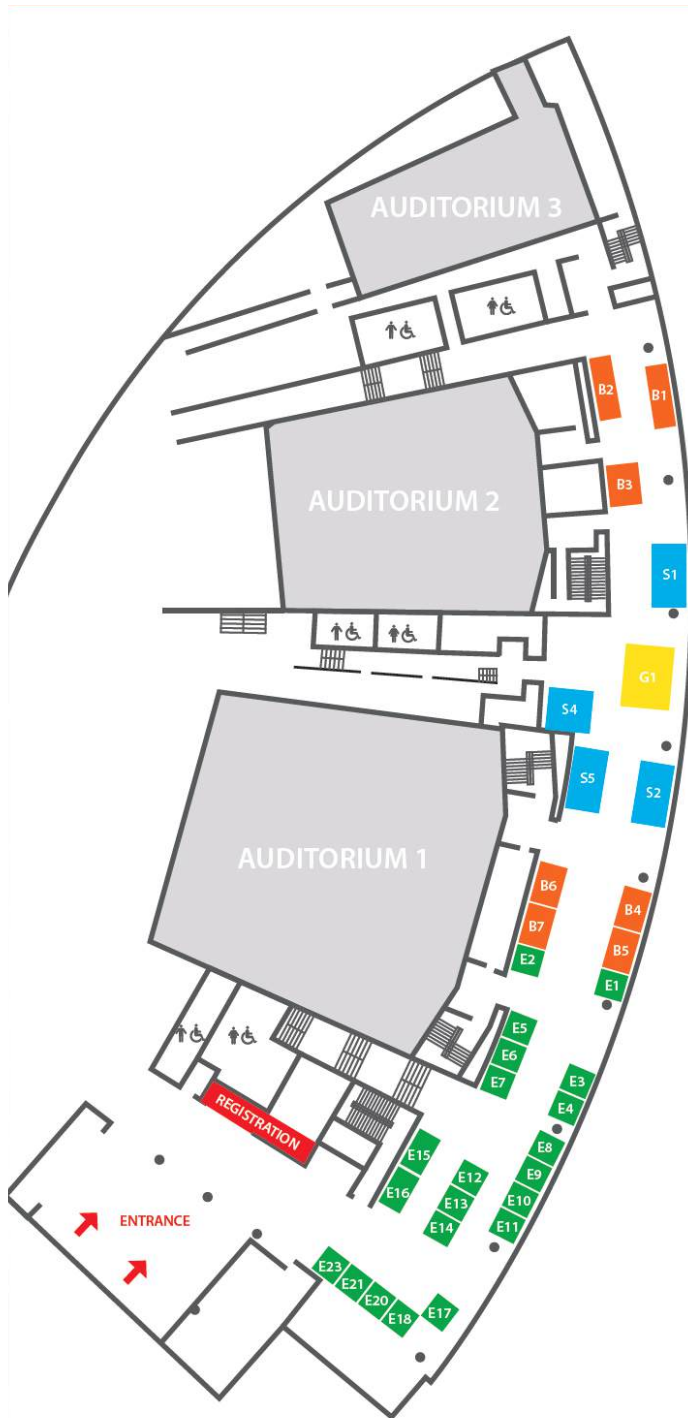 AUDITORIUM 3
B2
B1
B3
AUDITORIUM 2
S1
G1
S4
S5
S2
AUDITORIUM 1
B6
B4
B7
B5
E2
E1
E5
E6
E7
E3
E4
REGISTRATION
E8
E9
E10
E11
E15
E16
E12
E13
E14
ENTRANCE
E23
E21
E20
E18
E17